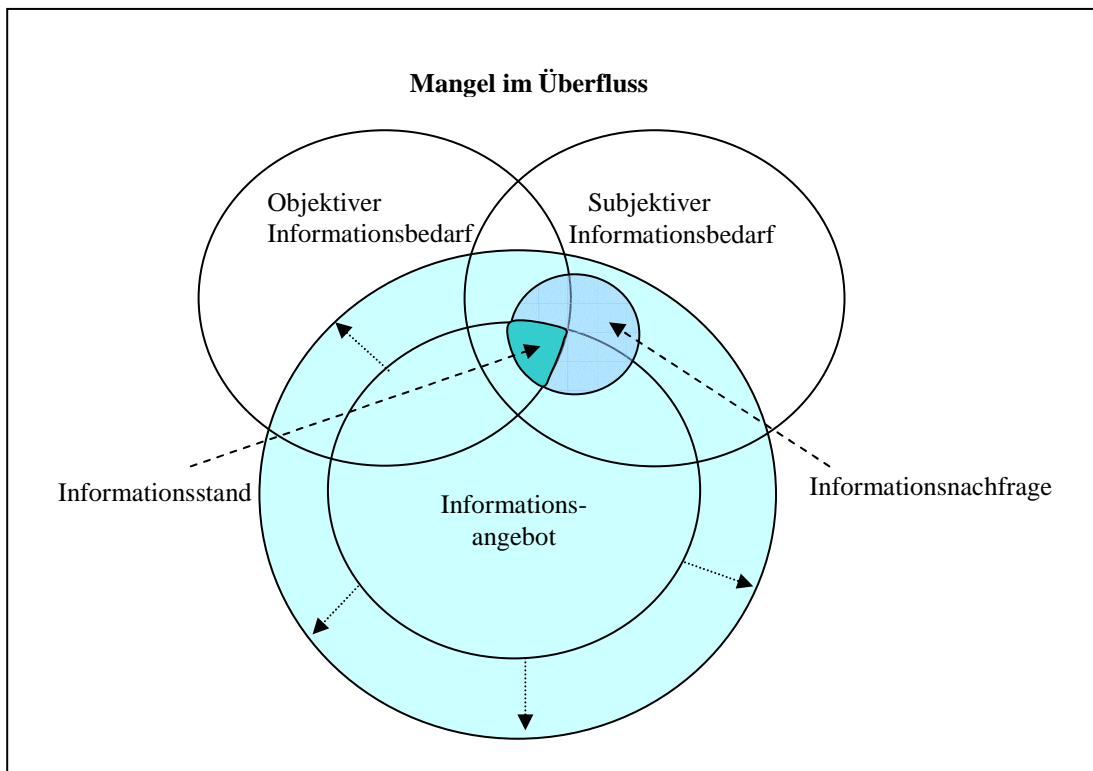 Mangel im Überfluss
Objektiver
Informationsbedarf
Subjektiver
Informationsbedarf
Informationsstand
Informations-
angebot
Informationsnachfrage